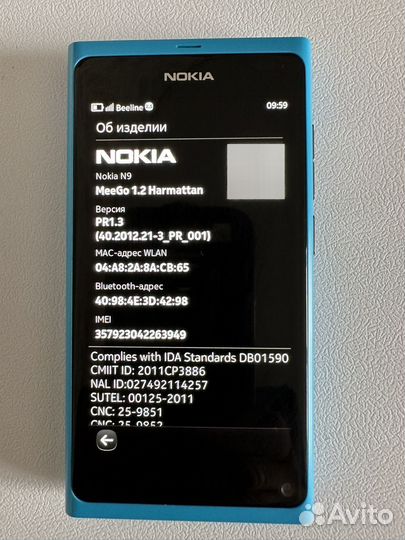 NOKIA
Beeline 09:59
Об изделии
NOKIA
Nokia N9
MeeGo 1.2 Harmattan
Версия
PR1.3
(40.2012.21-3_PR_001)
MAC-адрес WLAN
04:A8:2A:8A:CB:65
Bluetooth-адрес
40:98:4E:3D:42:98
IMEI
357923042263949
Complies with IDA Standards DB01590
CMIIT ID: 2011CP3886
NAL ID:027492114257
SUTEL: 00125-2011
CNC: 25-9851
CNC: 25-9852
Avito